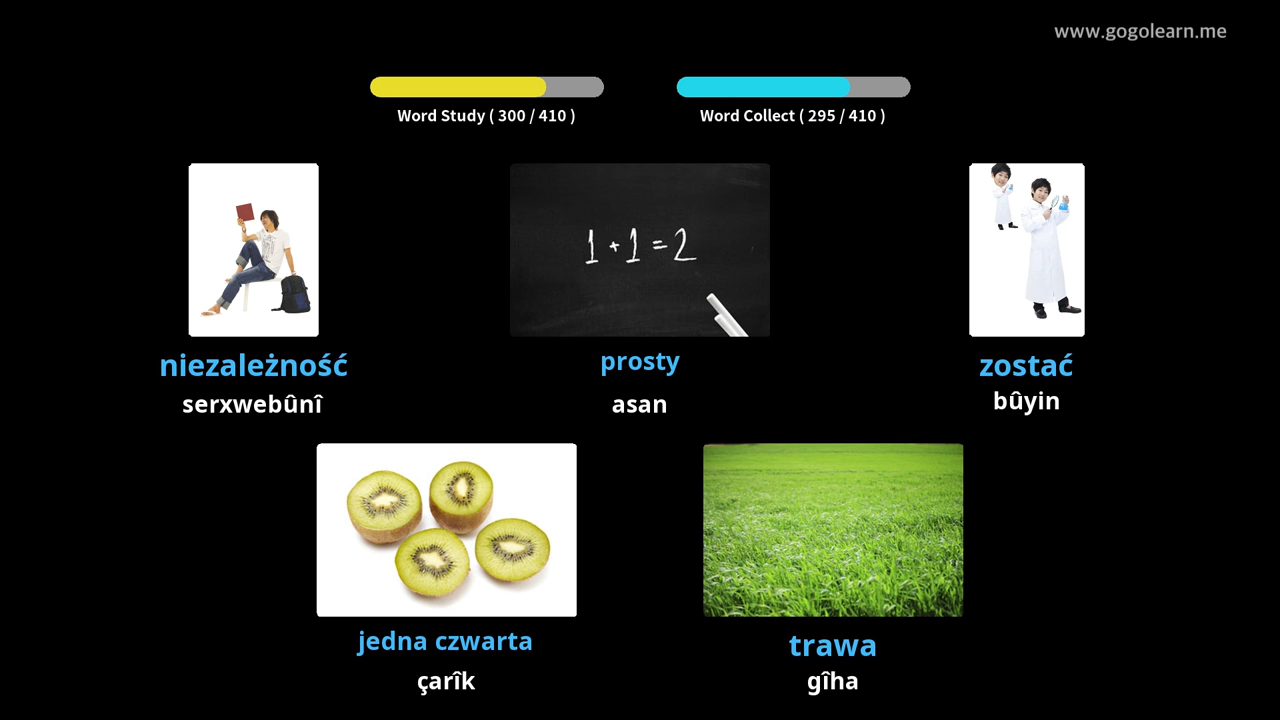 www.gogolearn.me
Word Study ( 300 / 410 )
Word Collect ( 295 / 410 )
1 + 1 = 2
niezależność
serxwebûnî
prosty
asan
zostać
bûyin
jedna czwarta
çarîk
trawa
gîha